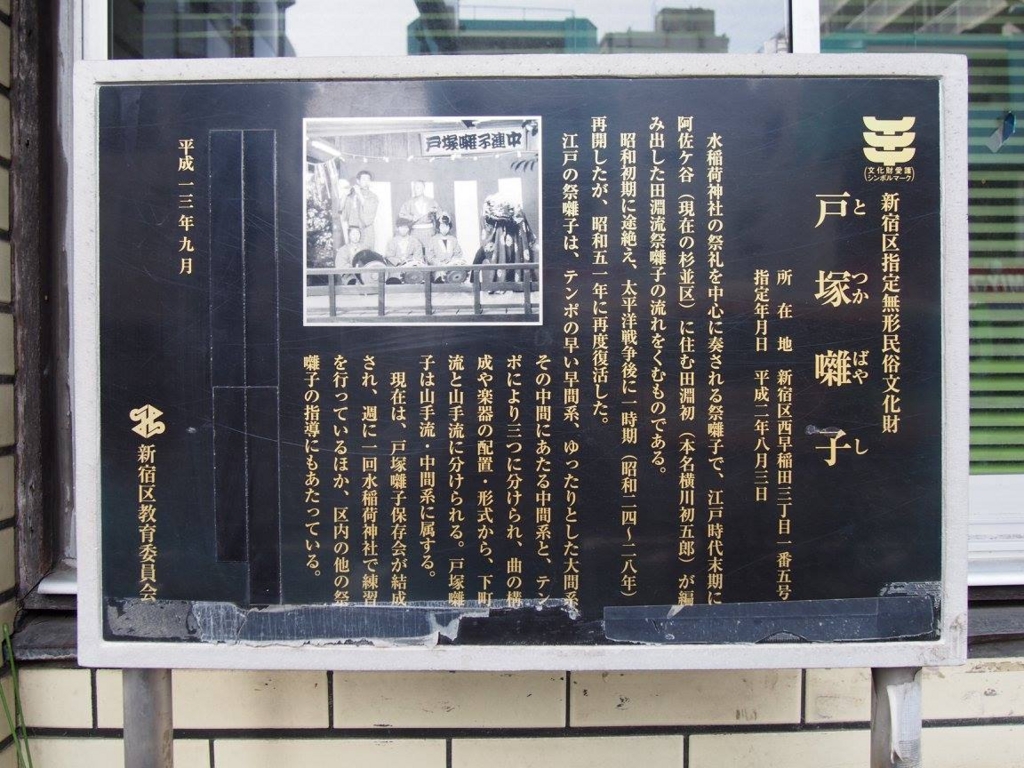 (文化財愛護
シンボルマーク)
新宿区指定無形民俗文化財
戸塚囃子
とつかばやし
所在地 新宿区西早稲田三丁目一番五号
指定年月日 平成二年八月三日
水稲荷神社の祭礼を中心に奏される祭囃子で、江戸時代末期に
阿佐ケ谷(現在の杉並区)に住む田淵初(本名横川初五郎)が編
み出した田淵流祭囃子の流れをくむものである。
昭和初期に途絶え、太平洋戦争後に一時期(昭和二四〜二八年)
再開したが、昭和五一年に再度復活した。
江戸の祭囃子は、テンポの早い早間系、ゆったりとした大間系
その中間にあたる中間系と、テン
ポにより三つに分けられ、曲の構
成や楽器の配置・形式から、下町
流と山手流に分けられる。戸塚囃
子は山手流・中間系に属する。
現在は、戸塚囃子保存会が結成
され、週に一回水稲荷神社で練習
を行っているほか、区内の他の祭
囃子の指導にもあたっている。
中連子囃塚戸
平成一三年九月
新宿区教育委員会